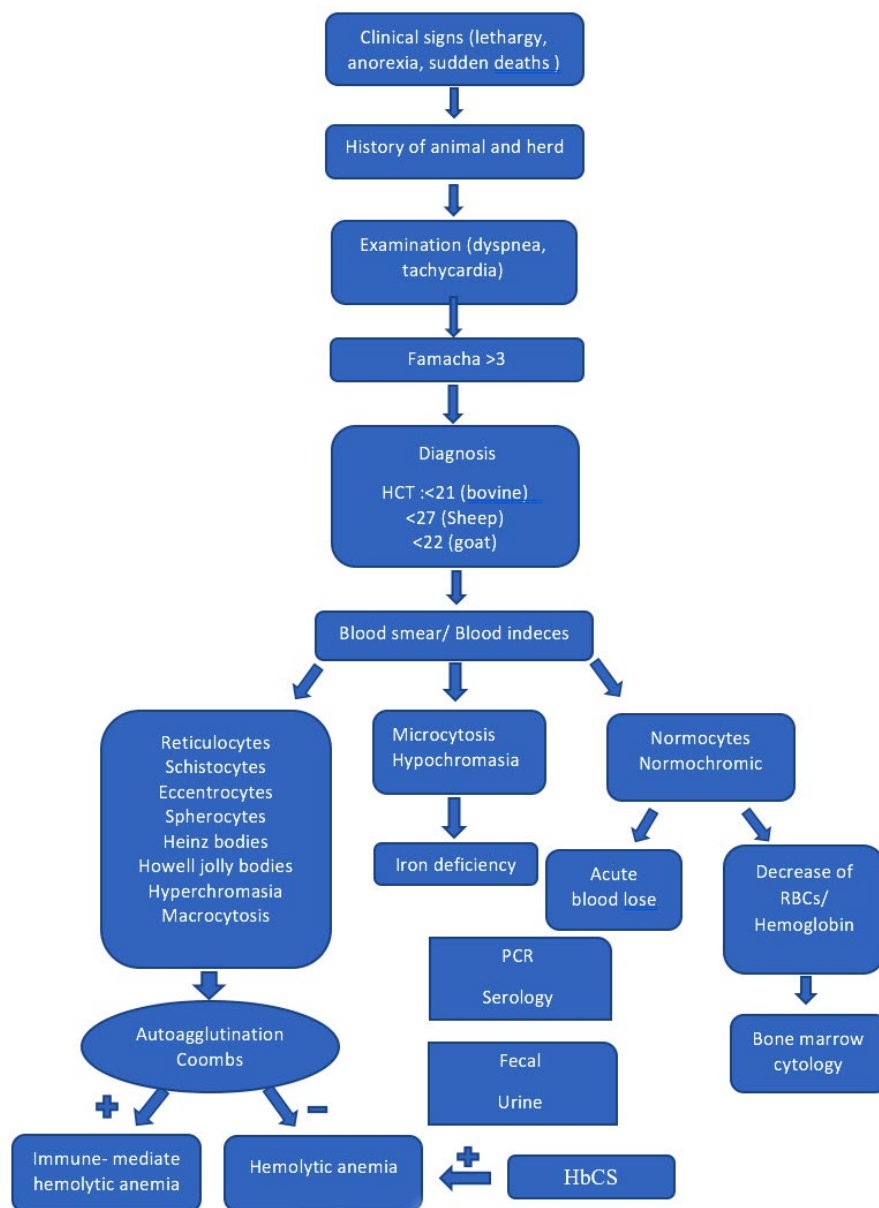 Clinical signs (lethargy,
anorexia, sudden deaths )
History of animal and herd
Examination (dyspnea,
tachycardia)
Famacha >3
Diagnosis
HCT :<21 (bovine)
<27 (Sheep)
<22 (goat)
Blood smear/ Blood indeces
Reticulocytes
Schistocytes
Eccentrocytes
Spherocytes
Heinz bodies
Howell jolly bodies
Hyperchromasia
Macrocytosis
Microcytosis
Hypochromasia
Normocytes
Normochromic
Iron deficiency
Acute
blood lose
Decrease of
RBCs/
Hemoglobin
PCR
Serology
Bone marrow
cytology
Autoagglutination
Coombs
Fecal
Urine
+
–
Immune- mediate
hemolytic anemia
Hemolytic anemia
+
HbCS